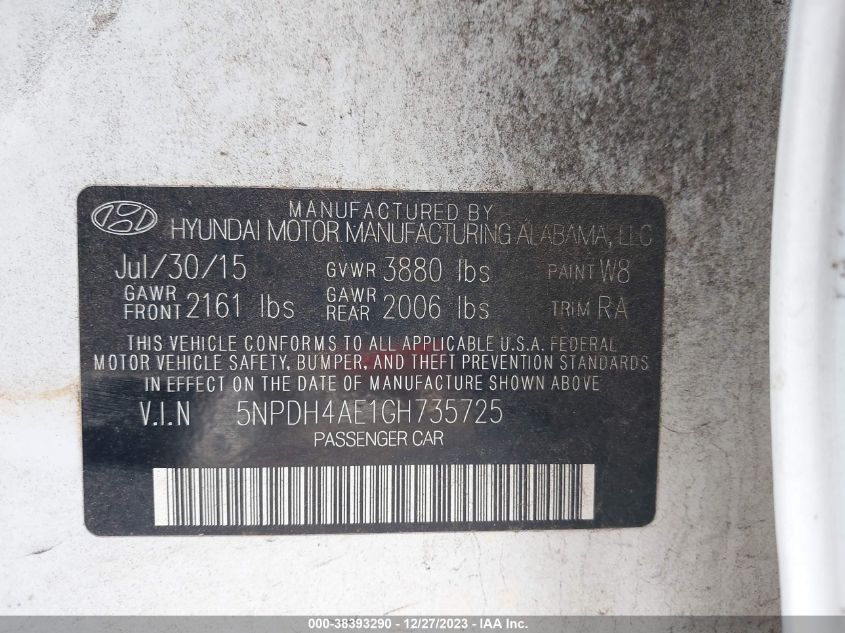 MANUFACTURED BY
HYUNDAI MOTOR MANUFACTURING ALABAMA, LLC
Jul/30/15 GVWR 3880 lbs PAINT W8
GAWR FRONT 2161 lbs GAWR REAR 2006 lbs TRIM RA
THIS VEHICLE CONFORMS TO ALL APPLICABLE U.S.A. FEDERAL
MOTOR VEHICLE SAFETY, BUMPER, AND THEFT PREVENTION STANDARDS
IN EFFECT ON THE DATE OF MANUFACTURE SHOWN ABOVE
V.I.N 5NPDH4AE1GH735725
PASSENGER CAR
000-38393290 - 12/27/2023 - IAA, Inc.